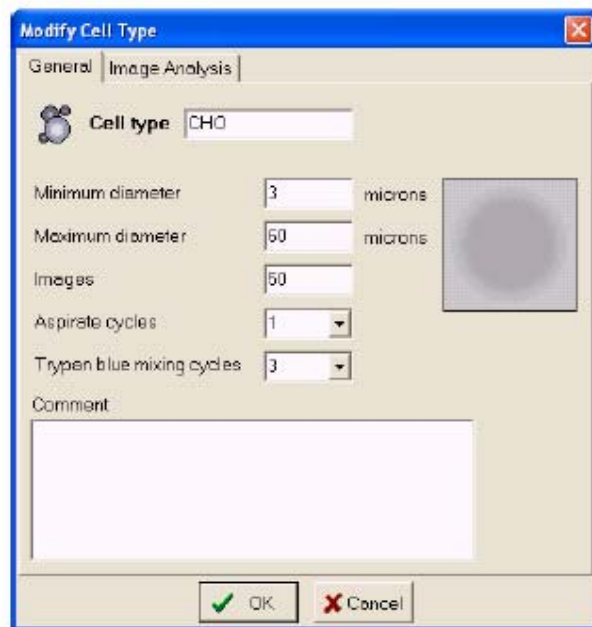 Modify Cell Type
General Image Analysis
Cell type CHO
Minimum diameter 3 microns
Maximum diameter 60 microns
Images 50
Aspirate cycles 1
Trypan blue mixing cycles 3
Comment
OK Cancel